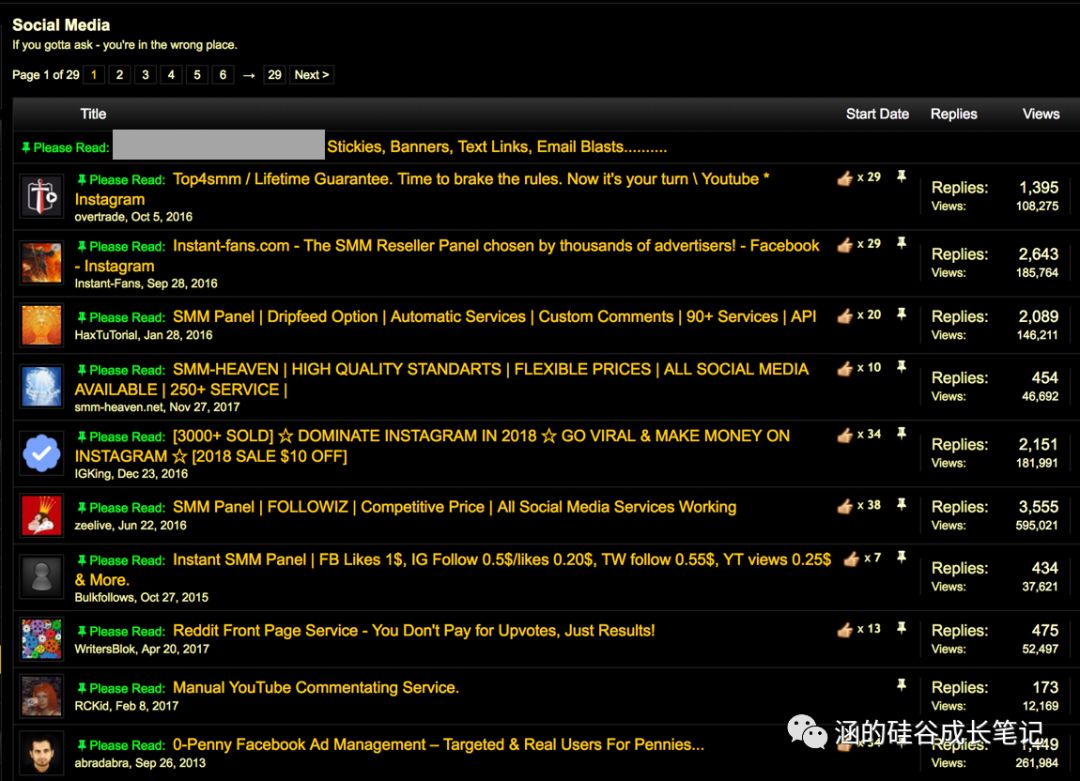 Social Media
If you gotta ask - you're in the wrong place.
Page 1 of 29 1 2 3 4 5 6 → 29 Next >
Title Start Date Replies Views
Please Read: Stickies, Banners, Text Links, Email Blasts..........
Please Read: Top4smm / Lifetime Guarantee. Time to brake the rules. Now it's your turn \ Youtube * x 29
Instagram Replies: 1,395
overtrade, Oct 5, 2016 Views: 108,275
Please Read: Instant-fans.com - The SMM Reseller Panel chosen by thousands of advertisers! - Facebook x 29
- Instagram Replies: 2,643
Instant-Fans, Sep 28, 2016 Views: 185,764
Please Read: SMM Panel | Dripfeed Option | Automatic Services | Custom Comments | 90+ Services | API x 20 Replies: 2,089
HaxTuTorial, Jan 28, 2016 Views: 146,211
Please Read: SMM-HEAVEN | HIGH QUALITY STANDARTS | FLEXIBLE PRICES | ALL SOCIAL MEDIA x 10
AVAILABLE | 250+ SERVICE | Replies: 454
smm-heaven.net, Nov 27, 2017 Views: 46,692
Please Read: [3000+ SOLD] ☆ DOMINATE INSTAGRAM IN 2018 ☆ GO VIRAL & MAKE MONEY ON x 34
INSTAGRAM ☆ [2018 SALE $10 OFF] Replies: 2,151
IGKing, Dec 23, 2016 Views: 181,991
Please Read: SMM Panel | FOLLOWIZ | Competitive Price | All Social Media Services Working x 38 Replies: 3,555
zeelive, Jun 22, 2016 Views: 595,021
Please Read: Instant SMM Panel | FB Likes 1$, IG Follow 0.5$/likes 0.20$, TW follow 0.55$, YT views 0.25$ x 7
& More. Replies: 434
Bulkfollows, Oct 27, 2015 Views: 37,621
Please Read: Reddit Front Page Service - You Don't Pay for Upvotes, Just Results! x 13 Replies: 475
WritersBlok, Apr 20, 2017 Views: 52,497
Please Read: Manual YouTube Commentating Service. Replies: 173
RCKid, Feb 8, 2017 Views: 12,169
Please Read: 0-Penny Facebook Ad Management – Targeted & Real Users For Pennies... 1,449
abradabra, Sep 26, 2013 Views: 261,984
涵的硅谷成长笔记